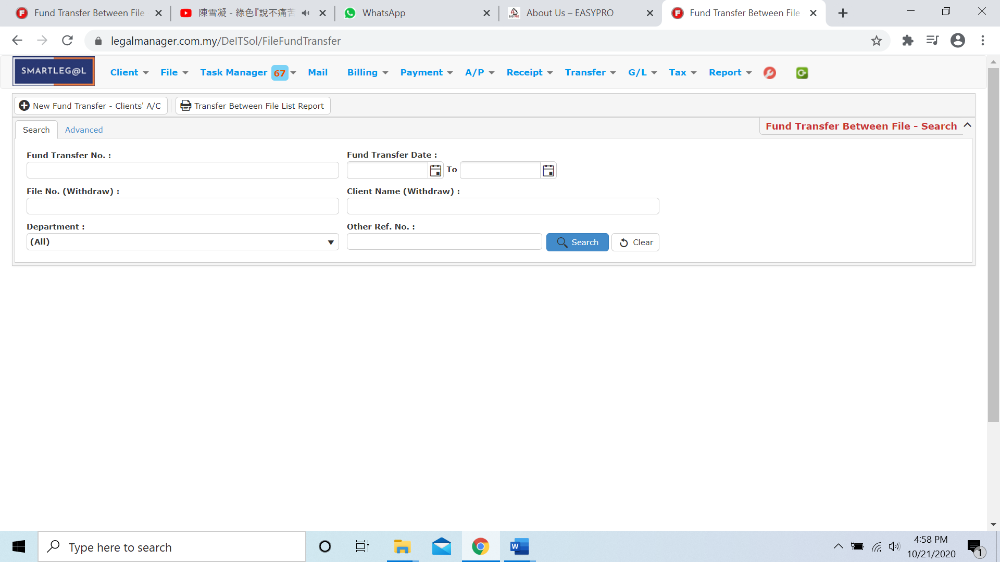 Fund Transfer Between File
陳雪凝 - 綠色『說不痛苦
WhatsApp
About Us – EASYPRO
Fund Transfer Between File
legalmanager.com.my/DeITSol/FileFundTransfer
SMARTLEG@L
Client
File
Task Manager 67
Mail
Billing
Payment
A/P
Receipt
Transfer
G/L
Tax
Report
New Fund Transfer - Clients' A/C
Transfer Between File List Report
Search
Advanced
Fund Transfer Between File - Search
Fund Transfer No. :
Fund Transfer Date :
To
File No. (Withdraw) :
Client Name (Withdraw) :
Department :
Other Ref. No. :
(All)
Search
Clear
Type here to search
4:58 PM
10/21/2020
1